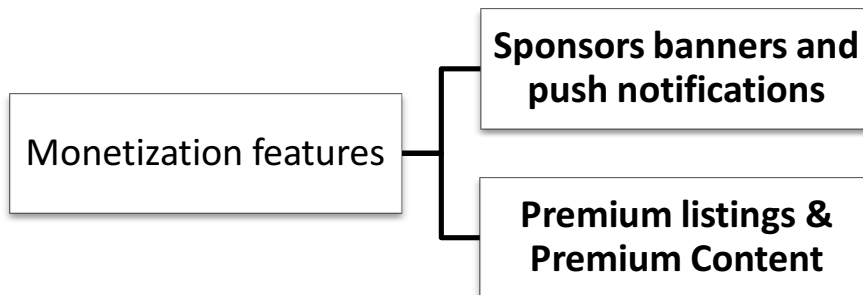 Sponsors banners and
push notifications
Monetization features
Premium listings &
Premium Content